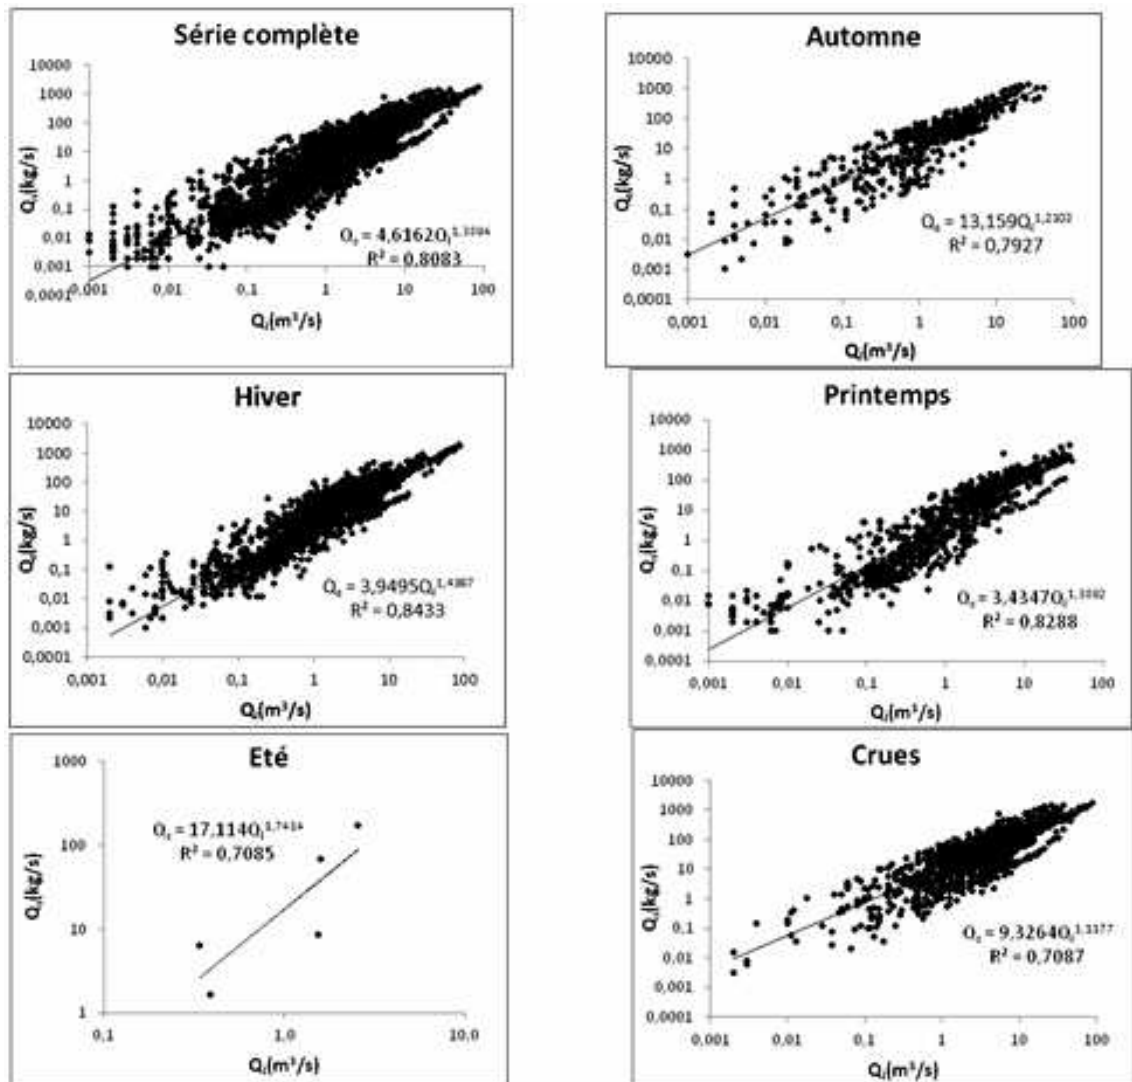 Série complète
10000
1000
100
10
1
0,1
0,01
0,001
0,0001
Qs(kg/s)
R² = 0,8083
0,001 0,01 0,1 1 10 100
Ql(m³/s)
Automne
10000
1000
100
10
1
0,1
0,01
0,001
0,0001
Qs(kg/s)
R² = 0,7927
0,001 0,01 0,1 1 10 100
Ql(m³/s)
Hiver
10000
1000
100
10
1
0,1
0,01
0,001
0,0001
Qs(kg/s)
R² = 0,8433
0,001 0,01 0,1 1 10 100
Ql(m³/s)
Printemps
10000
1000
100
10
1
0,1
0,01
0,001
0,0001
Qs(kg/s)
R² = 0,8288
0,001 0,01 0,1 1 10 100
Ql(m³/s)
Eté
1000
100
10
1
Qs(kg/s)
R² = 0,7085
0.1 1.0 10.0
Ql(m³/s)
Crues
10000
1000
100
10
1
0,1
0,01
0,001
0,0001
Qs(kg/s)
R² = 0,7087
0,001 0,01 0,1 1 10 100
Ql(m³/s)